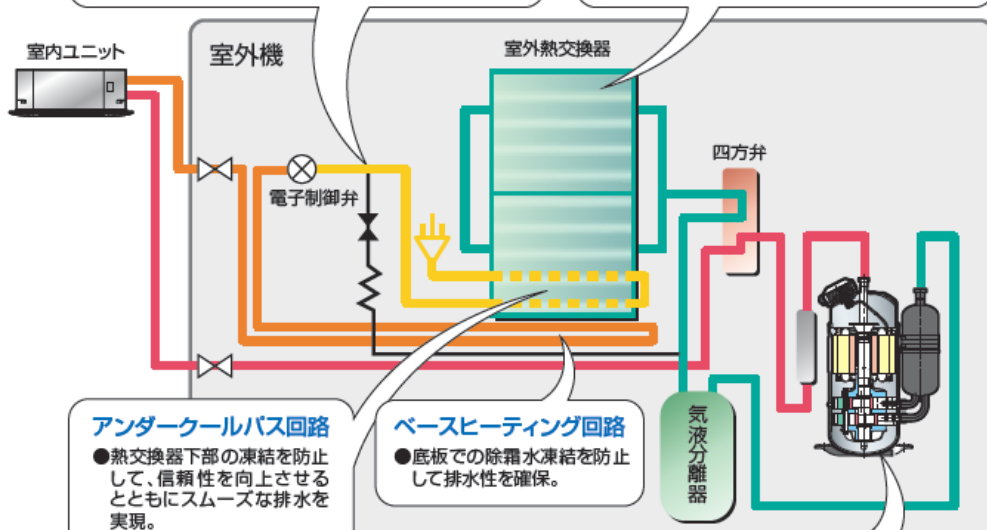 室内ユニット
室外機
室外熱交換器
四方弁
電子制御弁
アンダークールパス回路
●熱交換器下部の凍結を防止
して、信頼性を向上させる
とともにスムーズな排水を
実現。
ベースヒーティング回路
●底板での除霜水凍結を防止
して排水性を確保。
気液分離器